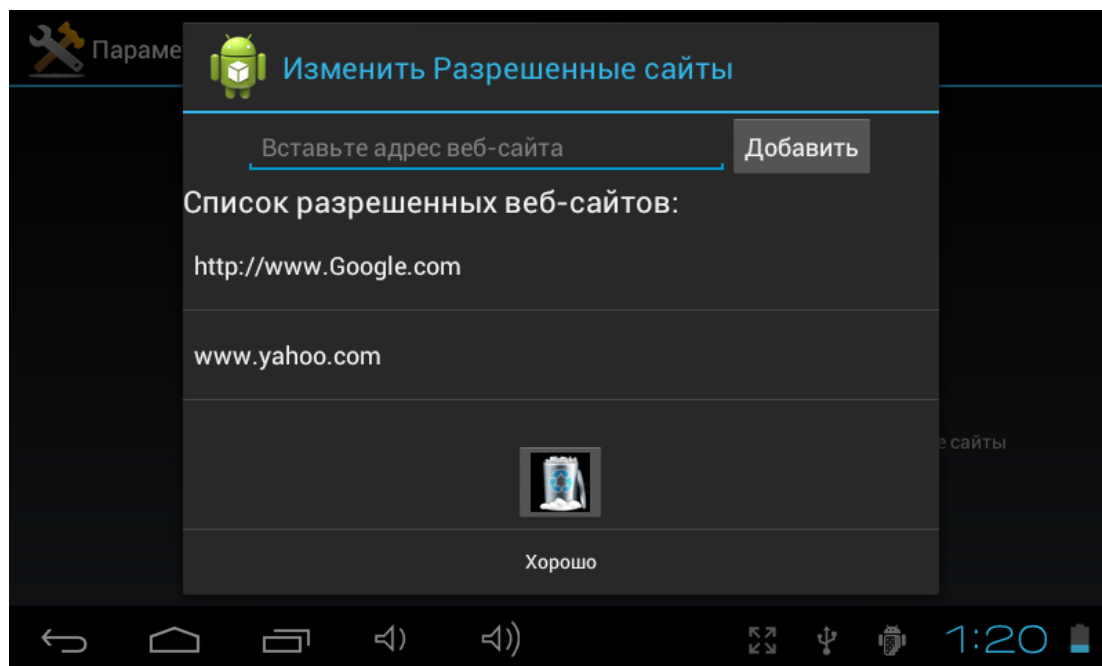 Параме
Изменить Разрешенные сайты
Вставьте адрес веб-сайта
Добавить
Список разрешенных веб-сайтов:
http://www.Google.com
www.yahoo.com
е сайты
Хорошо
1:20